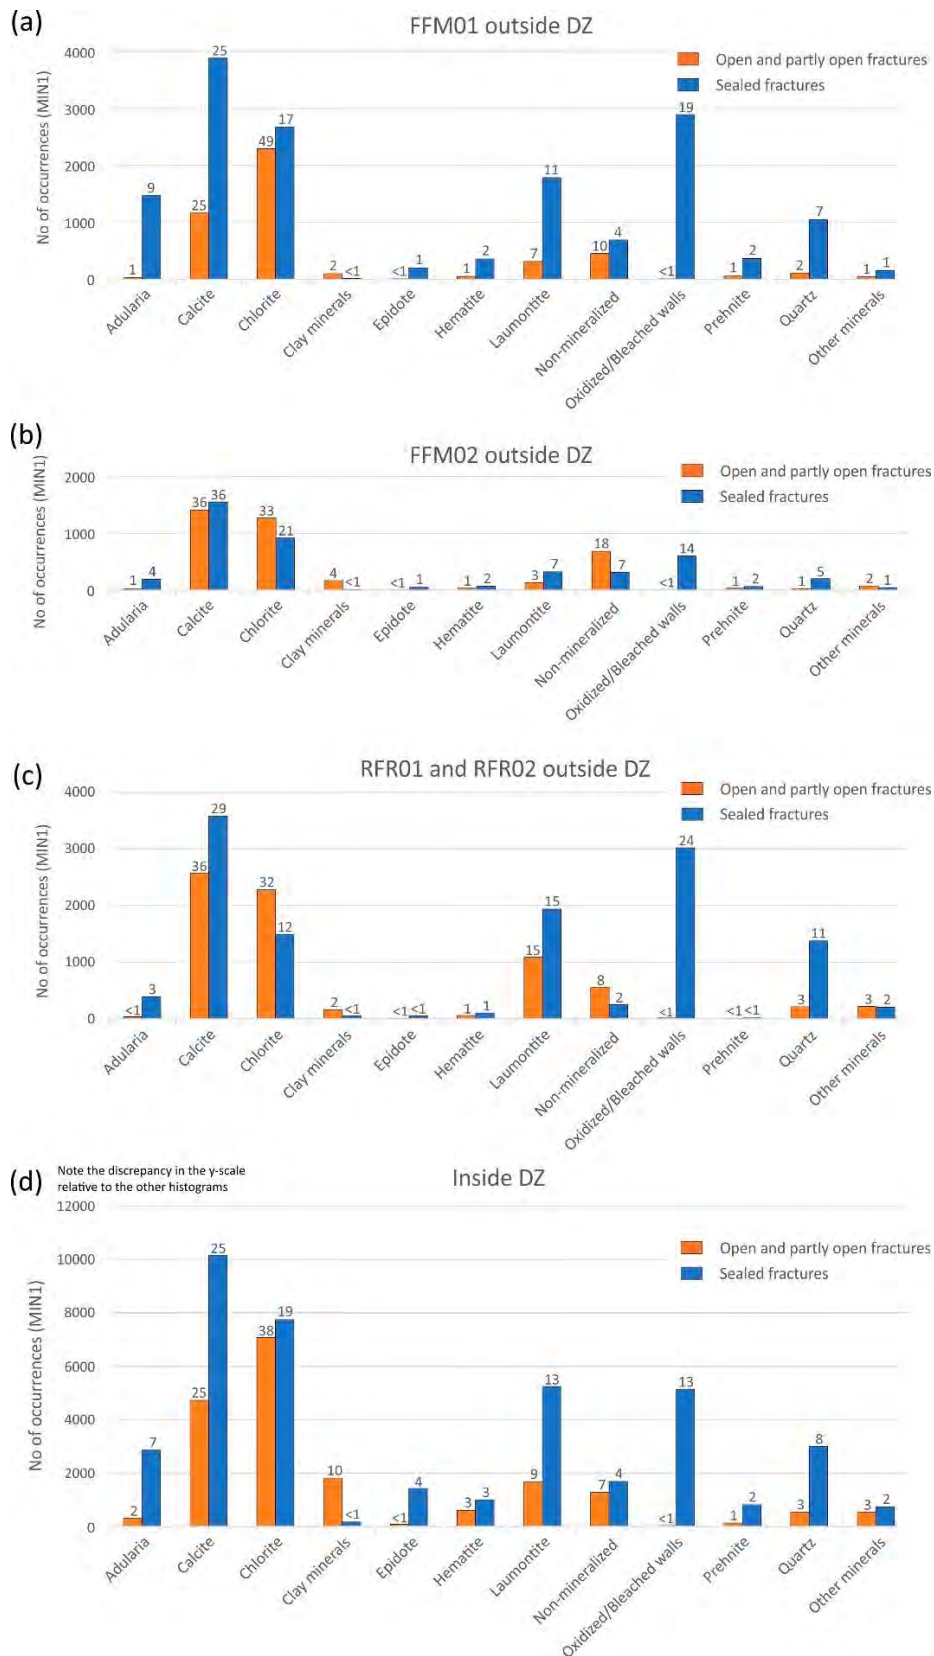 (a)
FFM01 outside DZ
Open and partly open fractures
Sealed fractures
No of occurrences (MIN1)
4000
3000
2000
1000
0
1 9
25 25
49 17
2 <1
<1 1
1 2
7 11
10 4
<1 19
1 2
2 7
1 1
Adularia
Calcite
Chlorite
Clay minerals
Epidote
Hematite
Laumontite
Non-mineralized
Oxidized/Bleached walls
Prehnite
Quartz
Other minerals
(b)
FFM02 outside DZ
Open and partly open fractures
Sealed fractures
No of occurrences (MIN1)
2000
1000
0
1 4
36 36
33 21
4 <1
<1 1
1 2
3 7
18 7
<1 14
1 2
1 5
2 1
Adularia
Calcite
Chlorite
Clay minerals
Epidote
Hematite
Laumontite
Non-mineralized
Oxidized/Bleached walls
Prehnite
Quartz
Other minerals
(c)
RFR01 and RFR02 outside DZ
Open and partly open fractures
Sealed fractures
No of occurrences (MIN1)
4000
3000
2000
1000
0
<1 3
36 29
32 12
2 <1
<1 <1
1 1
15 15
8 2
<1 24
<1 <1
3 11
3 2
Adularia
Calcite
Chlorite
Clay minerals
Epidote
Hematite
Laumontite
Non-mineralized
Oxidized/Bleached walls
Prehnite
Quartz
Other minerals
(d)
Note the discrepancy in the y-scale
relative to the other histograms
Inside DZ
Open and partly open fractures
Sealed fractures
No of occurrences (MIN1)
12000
10000
8000
6000
4000
2000
0
2 7
25 25
38 19
10 <1
<1 4
3 3
9 13
7 4
<1 13
1 2
3 8
3 2
Adularia
Calcite
Chlorite
Clay minerals
Epidote
Hematite
Laumontite
Non-mineralized
Oxidized/Bleached walls
Prehnite
Quartz
Other minerals